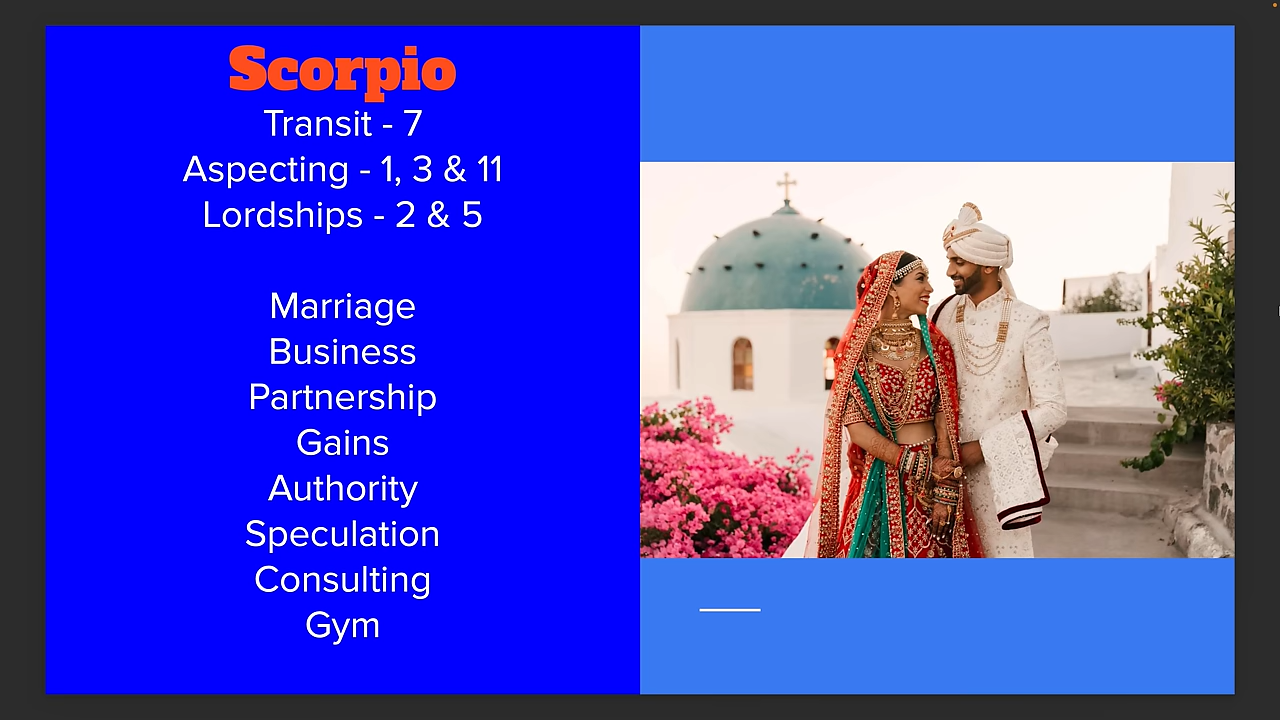 Scorpio
Transit - 7
Aspecting - 1, 3 & 11
Lordships - 2 & 5
Marriage
Business
Partnership
Gains
Authority
Speculation
Consulting
Gym